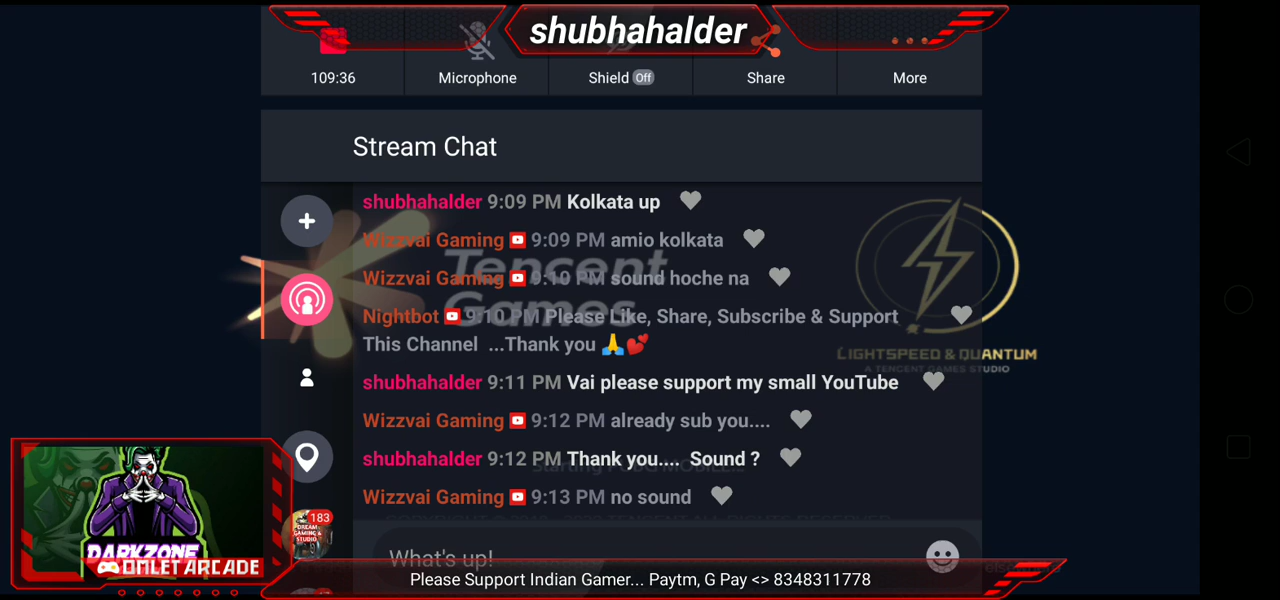 shubhahalder
109:36
Microphone
Shield Off
Share
More
Stream Chat
shubhahalder 9:09 PM Kolkata up
Wizzvai Gaming 9:09 PM amio kolkata
Wizzvai Gaming 9:10 PM sound hoche na
Tencent
Games
Nightbot 9:10 PM Please Like, Share, Subscribe & Support
This Channel ...Thank you 🙏💕
LIGHTSPEED & QUANTUM
A TENCENT GAMES STUDIO
shubhahalder 9:11 PM Vai please support my small YouTube
Wizzvai Gaming 9:12 PM already sub you....
shubhahalder 9:12 PM Thank you.... Sound ?
Wizzvai Gaming 9:13 PM no sound
183
DREAM
GAMING &
STUDIO
DARKZONE
OMLET ARCADE
What's up!
Please Support Indian Gamer... Paytm, G Pay <> 8348311778